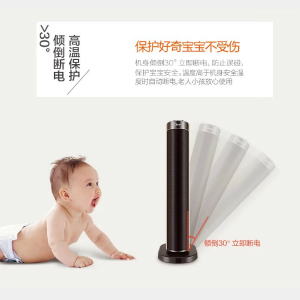 >30°
倾倒断电
高温保护
保护好奇宝宝不受伤
机身倾倒30°立即断电，防止误碰，
保护宝宝安全。温度高于机身安全温
度时自动断电，老人小孩放心使用
倾倒30° 立即断电